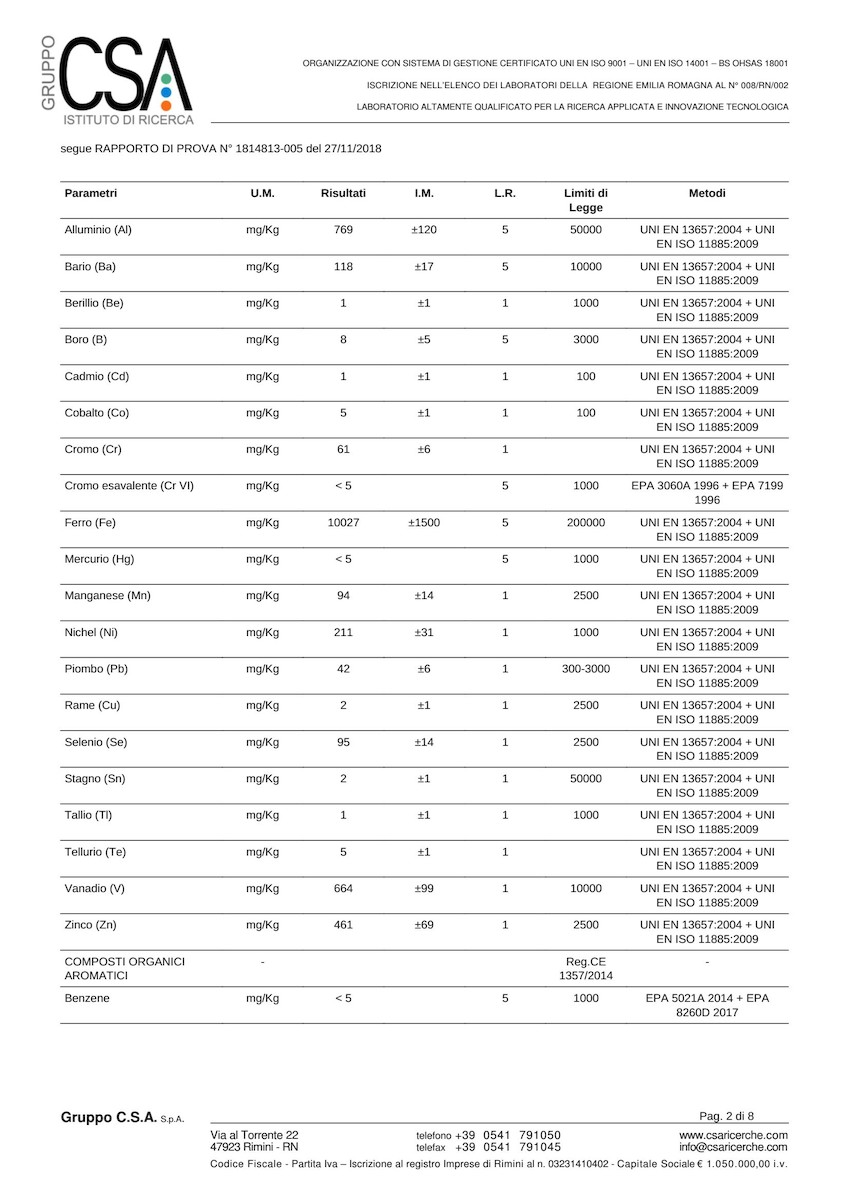 GRUPPO
CSA
ISTITUTO DI RICERCA
ORGANIZZAZIONE CON SISTEMA DI GESTIONE CERTIFICATO UNI EN ISO 9001 – UNI EN ISO 14001 – BS OHSAS 18001
ISCRIZIONE NELL'ELENCO DEI LABORATORI DELLA REGIONE EMILIA ROMAGNA AL N° 008/RN/002
LABORATORIO ALTAMENTE QUALIFICATO PER LA RICERCA APPLICATA E INNOVAZIONE TECNOLOGICA
segue RAPPORTO DI PROVA N° 1814813-005 del 27/11/2018
Parametri U.M. Risultati I.M. L.R. Limiti di Metodi
Legge
Alluminio (Al) mg/Kg 769 ±120 5 50000 UNI EN 13657:2004 + UNI
EN ISO 11885:2009
Bario (Ba) mg/Kg 118 ±17 5 10000 UNI EN 13657:2004 + UNI
EN ISO 11885:2009
Berillio (Be) mg/Kg 1 ±1 1 1000 UNI EN 13657:2004 + UNI
EN ISO 11885:2009
Boro (B) mg/Kg 8 ±5 5 3000 UNI EN 13657:2004 + UNI
EN ISO 11885:2009
Cadmio (Cd) mg/Kg 1 ±1 1 100 UNI EN 13657:2004 + UNI
EN ISO 11885:2009
Cobalto (Co) mg/Kg 5 ±1 1 100 UNI EN 13657:2004 + UNI
EN ISO 11885:2009
Cromo (Cr) mg/Kg 61 ±6 1 UNI EN 13657:2004 + UNI
EN ISO 11885:2009
Cromo esavalente (Cr VI) mg/Kg < 5 5 1000 EPA 3060A 1996 + EPA 7199
1996
Ferro (Fe) mg/Kg 10027 ±1500 5 200000 UNI EN 13657:2004 + UNI
EN ISO 11885:2009
Mercurio (Hg) mg/Kg < 5 5 1000 UNI EN 13657:2004 + UNI
EN ISO 11885:2009
Manganese (Mn) mg/Kg 94 ±14 1 2500 UNI EN 13657:2004 + UNI
EN ISO 11885:2009
Nichel (Ni) mg/Kg 211 ±31 1 1000 UNI EN 13657:2004 + UNI
EN ISO 11885:2009
Piombo (Pb) mg/Kg 42 ±6 1 300-3000 UNI EN 13657:2004 + UNI
EN ISO 11885:2009
Rame (Cu) mg/Kg 2 ±1 1 2500 UNI EN 13657:2004 + UNI
EN ISO 11885:2009
Selenio (Se) mg/Kg 95 ±14 1 2500 UNI EN 13657:2004 + UNI
EN ISO 11885:2009
Stagno (Sn) mg/Kg 2 ±1 1 50000 UNI EN 13657:2004 + UNI
EN ISO 11885:2009
Tallio (Tl) mg/Kg 1 ±1 1 1000 UNI EN 13657:2004 + UNI
EN ISO 11885:2009
Tellurio (Te) mg/Kg 5 ±1 1 UNI EN 13657:2004 + UNI
EN ISO 11885:2009
Vanadio (V) mg/Kg 664 ±99 1 10000 UNI EN 13657:2004 + UNI
EN ISO 11885:2009
Zinco (Zn) mg/Kg 461 ±69 1 2500 UNI EN 13657:2004 + UNI
EN ISO 11885:2009
COMPOSTI ORGANICI - Reg.CE -
AROMATICI 1357/2014
Benzene mg/Kg < 5 5 1000 EPA 5021A 2014 + EPA
8260D 2017
Gruppo C.S.A. S.p.A. Pag. 2 di 8
Via al Torrente 22 telefono +39 0541 791050 www.csaricerche.com
47923 Rimini - RN telefax +39 0541 791045 info@csaricerche.com
Codice Fiscale - Partita Iva – Iscrizione al registro Imprese di Rimini al n. 03231410402 - Capitale Sociale € 1.050.000,00 i.v.